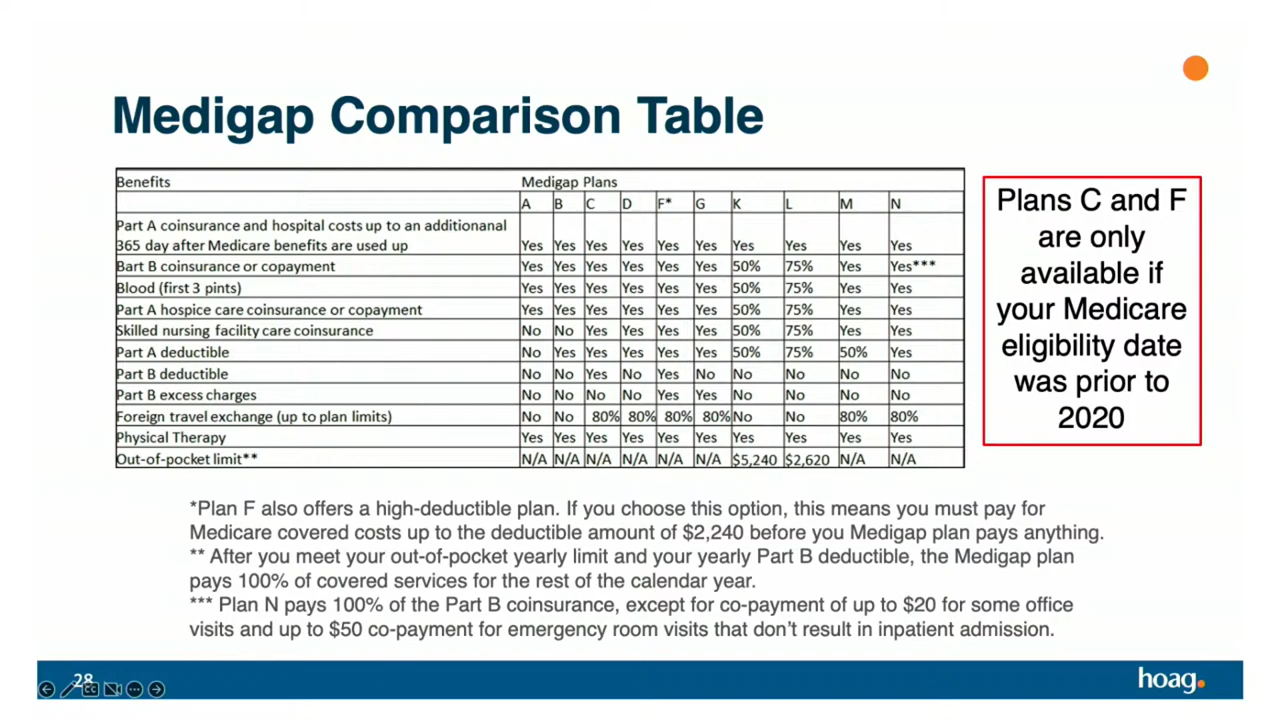 Medigap Comparison Table
Benefits Medigap Plans
A B C D F* G K L M N
Part A coinsurance and hospital costs up to an additionanal
365 day after Medicare benefits are used up Yes Yes Yes Yes Yes Yes Yes Yes Yes Yes
Bart B coinsurance or copayment Yes Yes Yes Yes Yes Yes 50% 75% Yes Yes***
Blood (first 3 pints) Yes Yes Yes Yes Yes Yes 50% 75% Yes Yes
Part A hospice care coinsurance or copayment Yes Yes Yes Yes Yes Yes 50% 75% Yes Yes
Skilled nursing facility care coinsurance No No Yes Yes Yes Yes 50% 75% Yes Yes
Part A deductible No Yes Yes Yes Yes Yes 50% 75% 50% Yes
Part B deductible No No Yes No Yes No No No No No
Part B excess charges No No No No Yes Yes No No No No
Foreign travel exchange (up to plan limits) No No 80% 80% 80% 80% No No 80% 80%
Physical Therapy Yes Yes Yes Yes Yes Yes Yes Yes Yes Yes
Out-of-pocket limit** N/A N/A N/A N/A N/A N/A $5,240 $2,620 N/A N/A
Plans C and F
are only
available if
your Medicare
eligibility date
was prior to
2020
*Plan F also offers a high-deductible plan. If you choose this option, this means you must pay for
Medicare covered costs up to the deductible amount of $2,240 before you Medigap plan pays anything.
** After you meet your out-of-pocket yearly limit and your yearly Part B deductible, the Medigap plan
pays 100% of covered services for the rest of the calendar year.
*** Plan N pays 100% of the Part B coinsurance, except for co-payment of up to $20 for some office
visits and up to $50 co-payment for emergency room visits that don't result in inpatient admission.
28
CC
hoag.